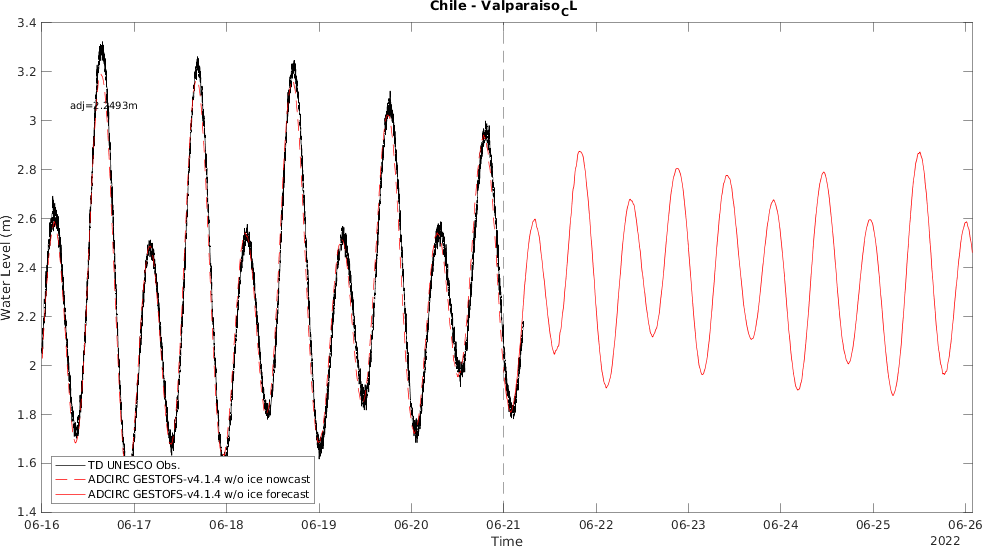 Chile - Valparaiso_CL
3.4
3.2
3
2.8
2.6
2.4
2.2
2
1.8
1.6
1.4
Water Level (m)
adj=2.2493m
TD UNESCO Obs.
ADCIRC GESTOFS-v4.1.4 w/o ice nowcast
ADCIRC GESTOFS-v4.1.4 w/o ice forecast
06-16 06-17 06-18 06-19 06-20 06-21 06-22 06-23 06-24 06-25 06-26
Time
2022